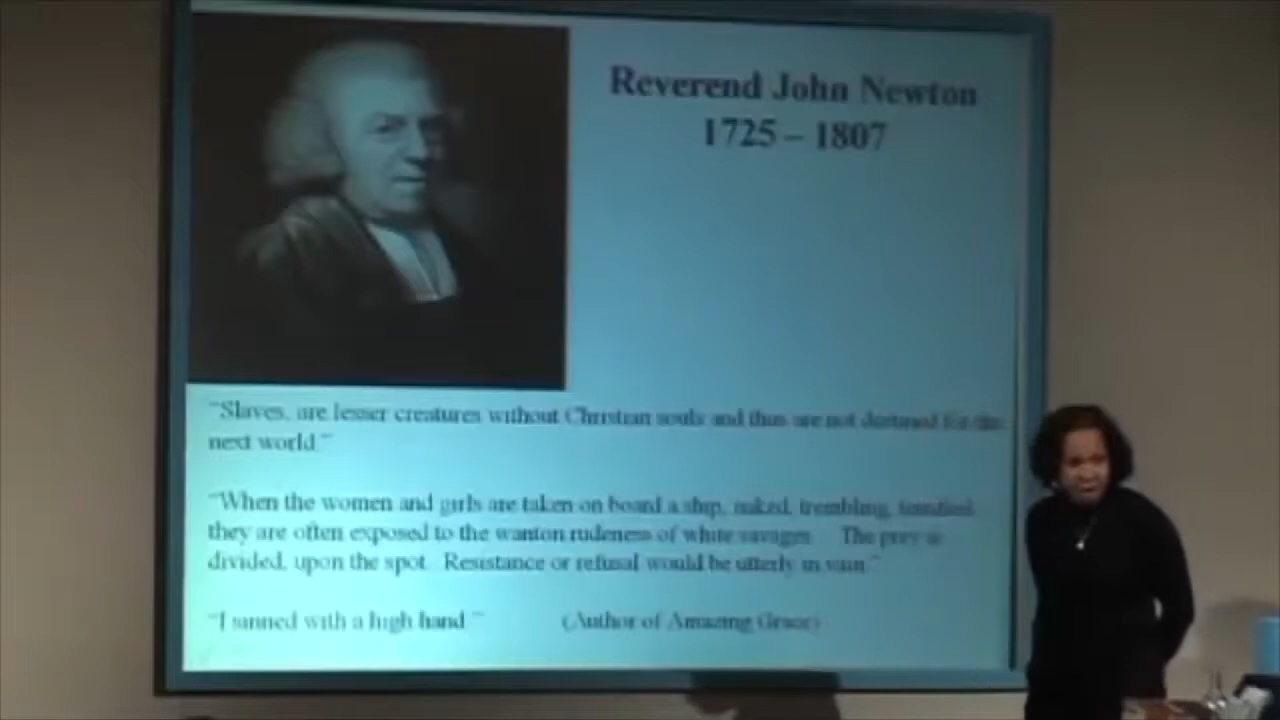 Reverend John Newton
1725 – 1807
"Slaves, are lesser creatures without Christian souls and thus are not destined for the
next world."
"When the women and girls are taken on board a ship, naked, trembling, terrified,
they are often exposed to the wanton rudeness of white savages. The prey is
divided, upon the spot. Resistance or refusal would be utterly in vain."
"I sinned with a high hand." (Author of Amazing Grace)